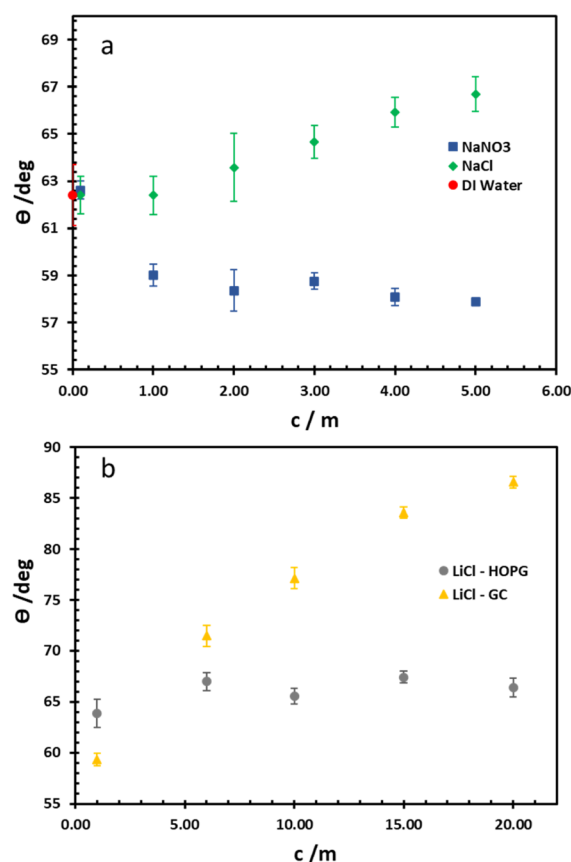 a
69
67
65
63
61
59
57
55
ϴ /deg
NaNO3
NaCl
DI Water
0.00 1.00 2.00 3.00 4.00 5.00 6.00
c / m
b
90
85
80
75
70
65
60
55
ϴ /deg
LiCl - HOPG
LiCl - GC
0.00 5.00 10.00 15.00 20.00
c /m